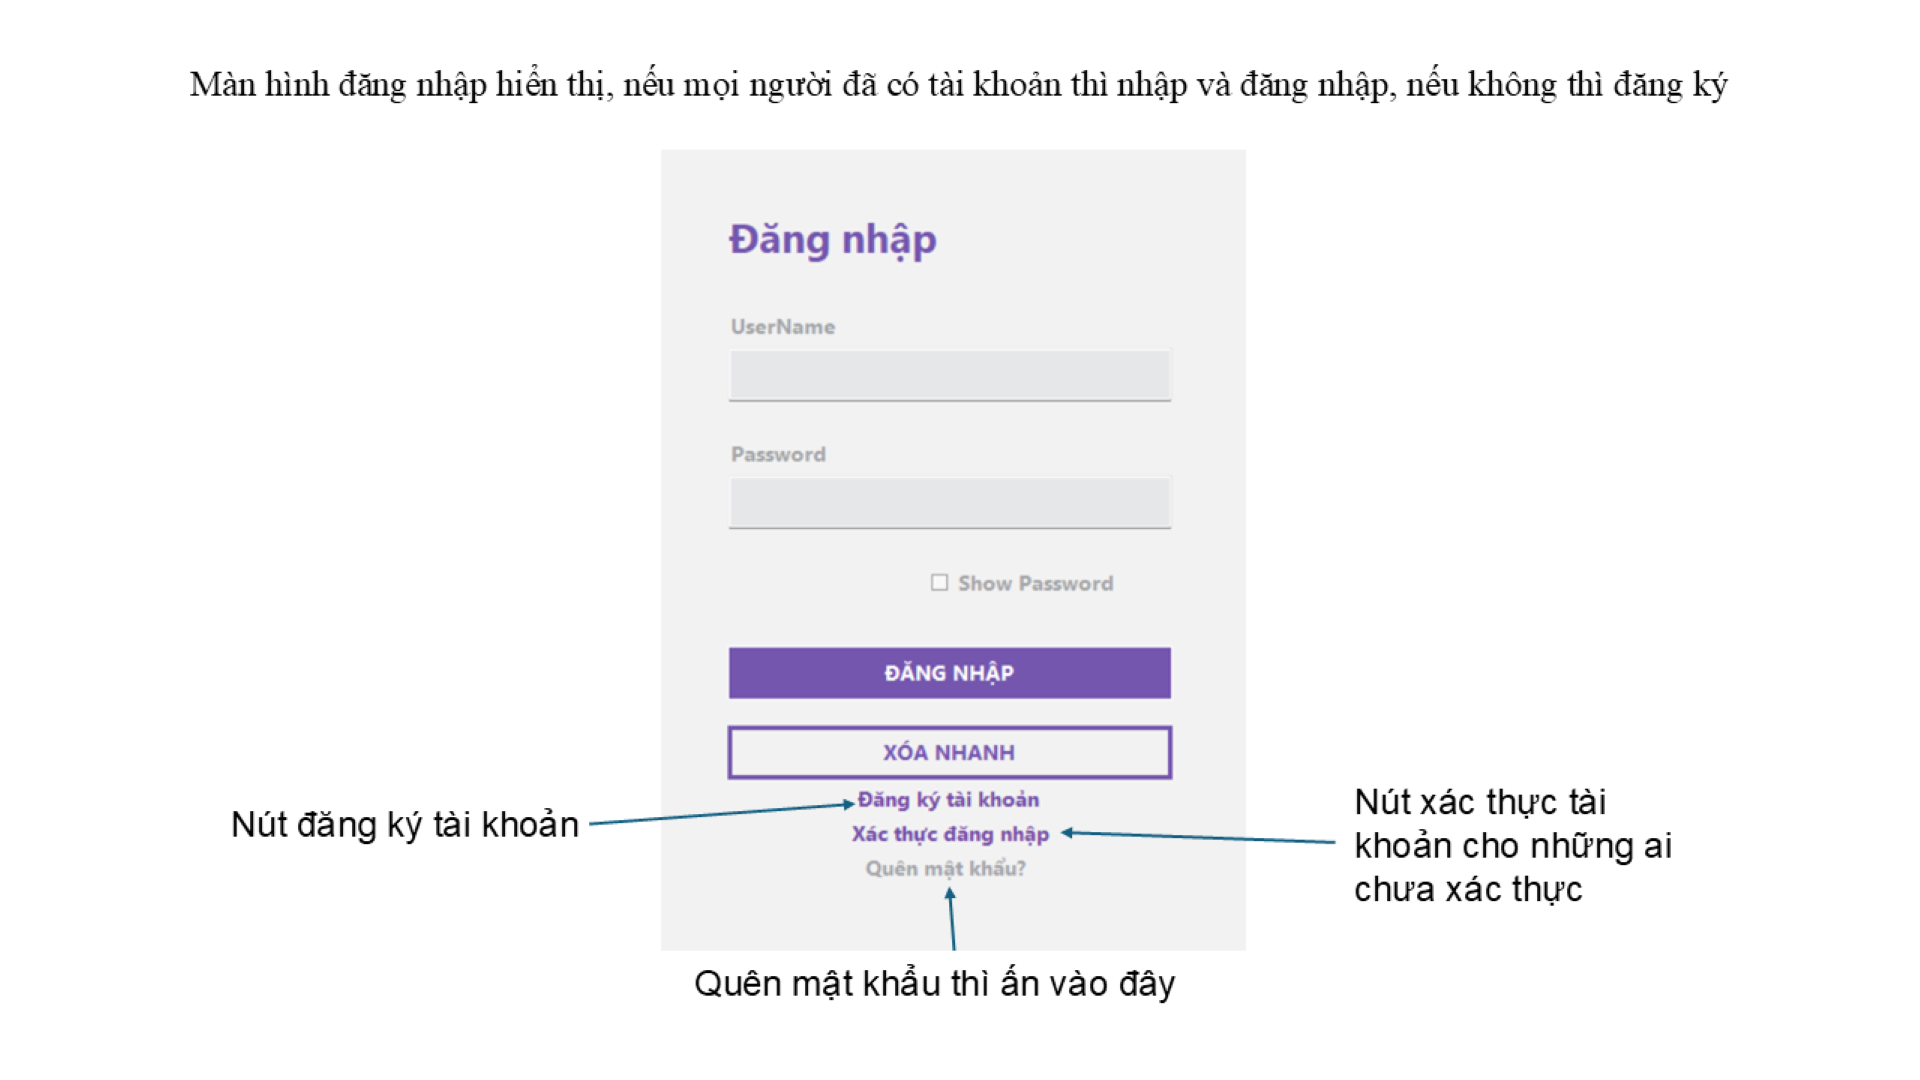 Màn hình đăng nhập hiển thị, nếu mọi người đã có tài khoản thì nhập và đăng nhập, nếu không thì đăng ký
Đăng nhập
UserName
Password
Show Password
ĐĂNG NHẬP
XÓA NHANH
Đăng ký tài khoản
Xác thực đăng nhập
Quên mật khẩu?
Nút đăng ký tài khoản
Nút xác thực tài
khoản cho những ai
chưa xác thực
Quên mật khẩu thì ấn vào đây